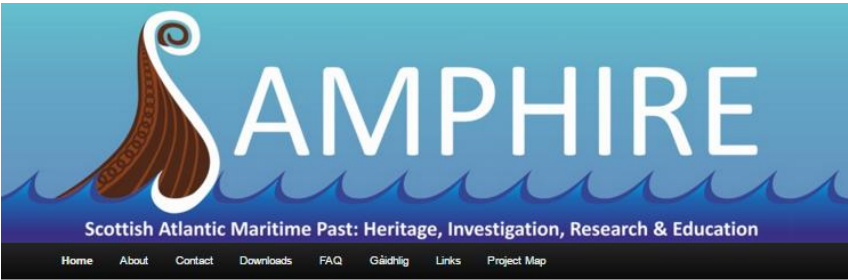 SAMPHIRE
Scottish Atlantic Maritime Past: Heritage, Investigation, Research & Education
Home About Contact Downloads FAQ Gàidhlig Links Project Map